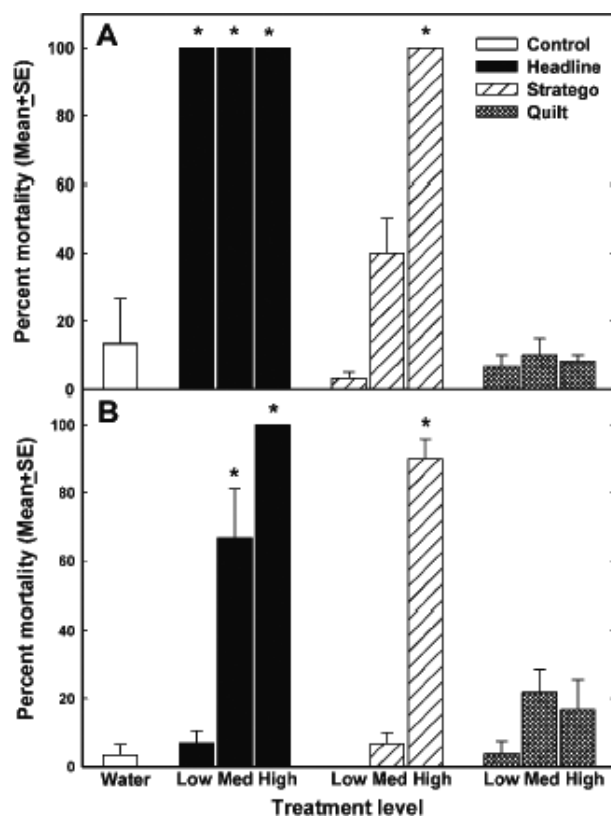 A
* * *
*
Control
Headline
Stratego
Quilt
100
80
60
40
20
0
Percent mortality (Mean±SE)
B
*
*
*
100
80
60
40
20
0
Percent mortality (Mean±SE)
Water Low Med High Low Med High Low Med High
Treatment level